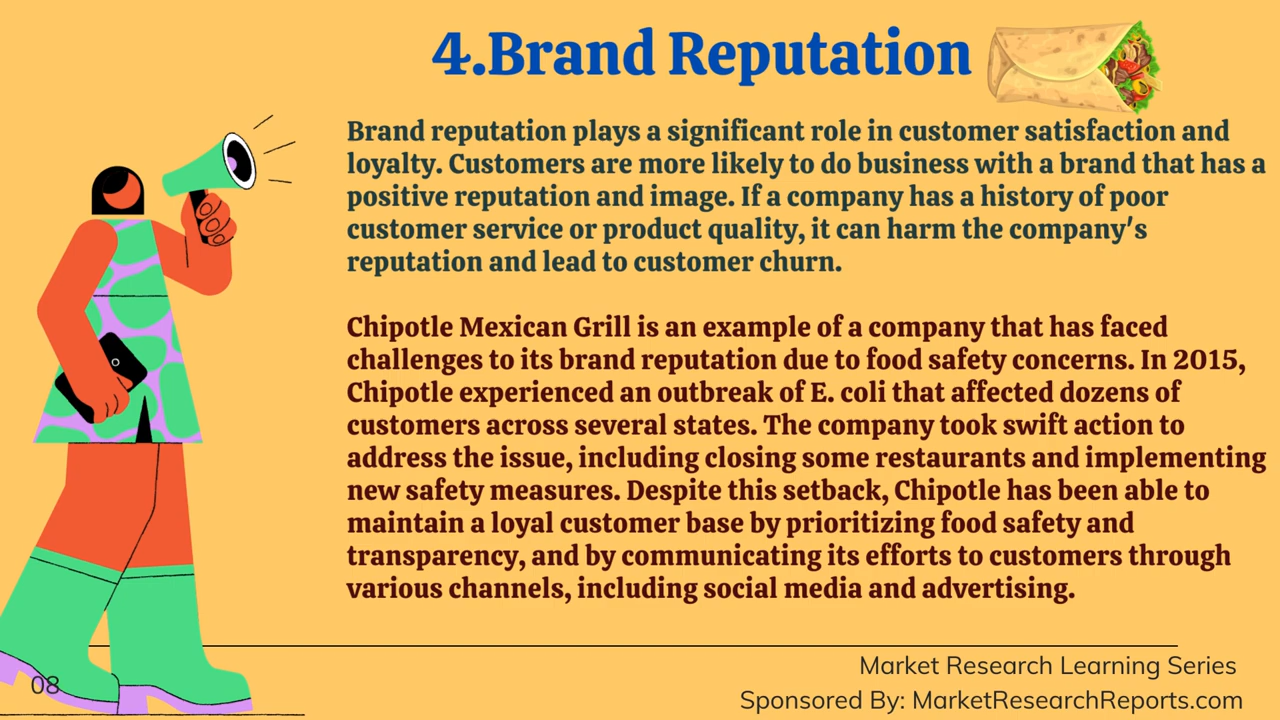 4.Brand Reputation
Brand reputation plays a significant role in customer satisfaction and
loyalty. Customers are more likely to do business with a brand that has a
positive reputation and image. If a company has a history of poor
customer service or product quality, it can harm the company's
reputation and lead to customer churn.
Chipotle Mexican Grill is an example of a company that has faced
challenges to its brand reputation due to food safety concerns. In 2015,
Chipotle experienced an outbreak of E. coli that affected dozens of
customers across several states. The company took swift action to
address the issue, including closing some restaurants and implementing
new safety measures. Despite this setback, Chipotle has been able to
maintain a loyal customer base by prioritizing food safety and
transparency, and by communicating its efforts to customers through
various channels, including social media and advertising.
Market Research Learning Series
08
Sponsored By: MarketResearchReports.com